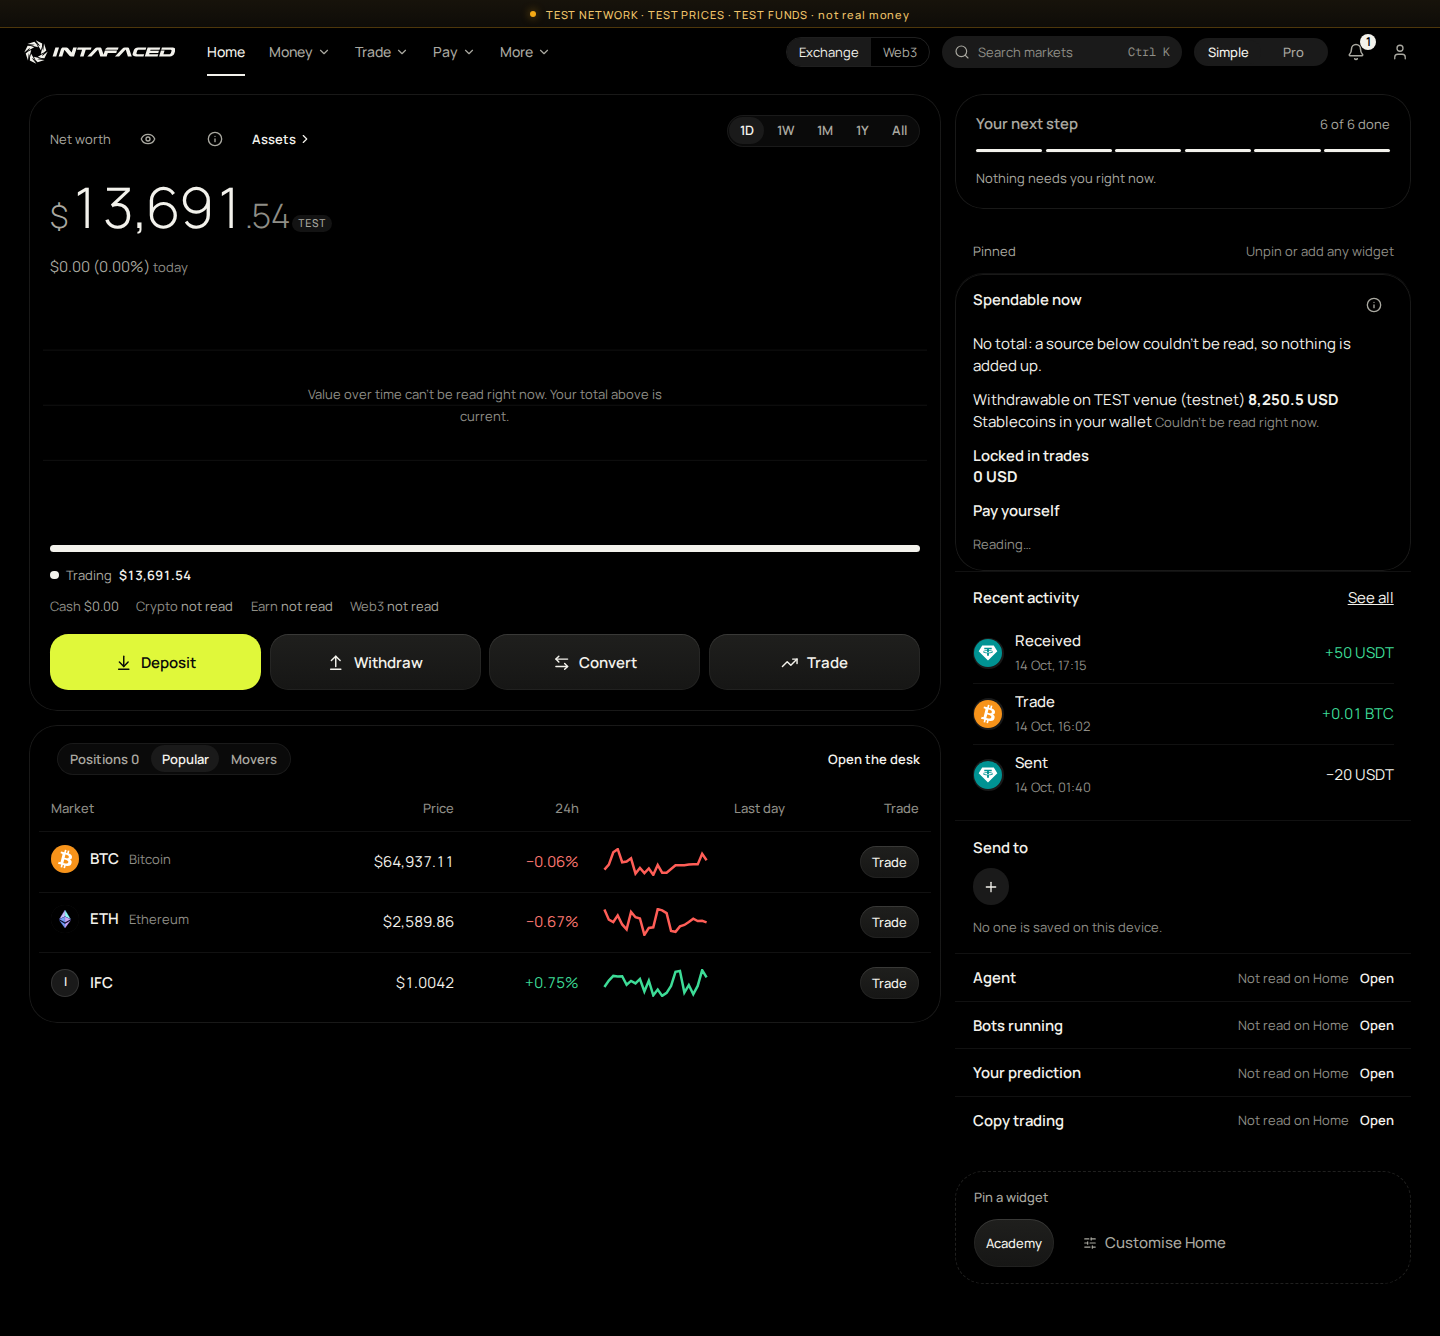 TEST NETWORK · TEST PRICES · TEST FUNDS · not real money
INTAFACED
Home
Money
Trade
Pay
More
Exchange
Web3
Search markets
Ctrl K
Simple
Pro
1
Net worth
Assets
1D
1W
1M
1Y
All
$13,691.54 TEST
$0.00 (0.00%) today
Value over time can't be read right now. Your total above is
current.
Trading $13,691.54
Cash $0.00
Crypto not read
Earn not read
Web3 not read
Deposit
Withdraw
Convert
Trade
Positions 0
Popular
Movers
Open the desk
Market
Price
24h
Last day
Trade
BTC Bitcoin
$64,937.11
−0.06%
Trade
ETH Ethereum
$2,589.86
−0.67%
Trade
I
IFC
$1.0042
+0.75%
Trade
Your next step
6 of 6 done
Nothing needs you right now.
Pinned
Unpin or add any widget
Spendable now
No total: a source below couldn't be read, so nothing is
added up.
Withdrawable on TEST venue (testnet) 8,250.5 USD
Stablecoins in your wallet Couldn't be read right now.
Locked in trades
0 USD
Pay yourself
Reading…
Recent activity
See all
Received
14 Oct, 17:15
+50 USDT
Trade
14 Oct, 16:02
+0.01 BTC
Sent
14 Oct, 01:40
−20 USDT
Send to
No one is saved on this device.
Agent
Not read on Home
Open
Bots running
Not read on Home
Open
Your prediction
Not read on Home
Open
Copy trading
Not read on Home
Open
Pin a widget
Academy
Customise Home